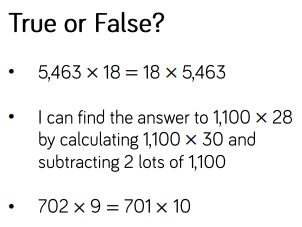 True or False?
• 5,463 × 18 = 18 × 5,463
• I can find the answer to 1,100 × 28
by calculating 1,100 × 30 and
subtracting 2 lots of 1,100
• 702 × 9 = 701 × 10